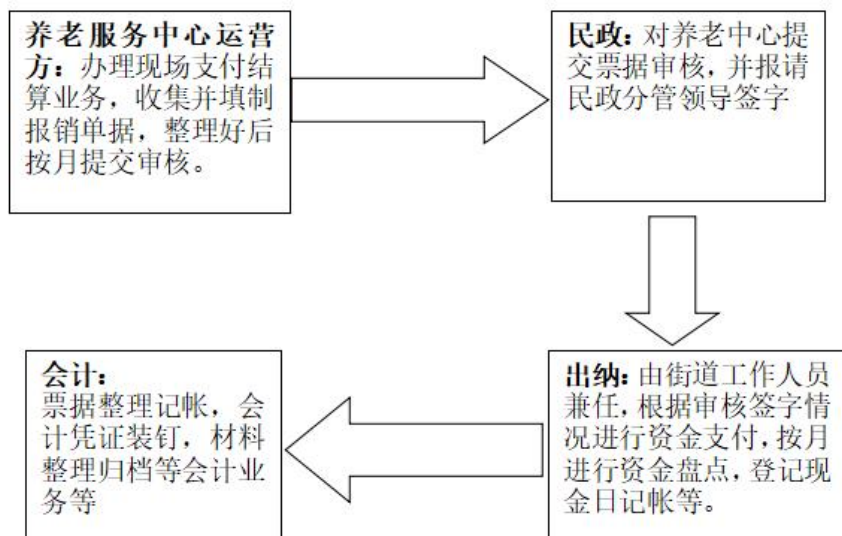 养老服务中心运营
方：办理现场支付结
算业务，收集并填制
报销单据，整理好后
按月提交审核。
民政：对养老中心提
交票据审核，并报请
民政分管领导签字
出纳：由街道工作人员
兼任，根据审核签字情
况进行资金支付，按月
进行资金盘点，登记现
金日记帐等。
会计：
票据整理记帐，会
计凭证装钉，材料
整理归档等会计业
务等